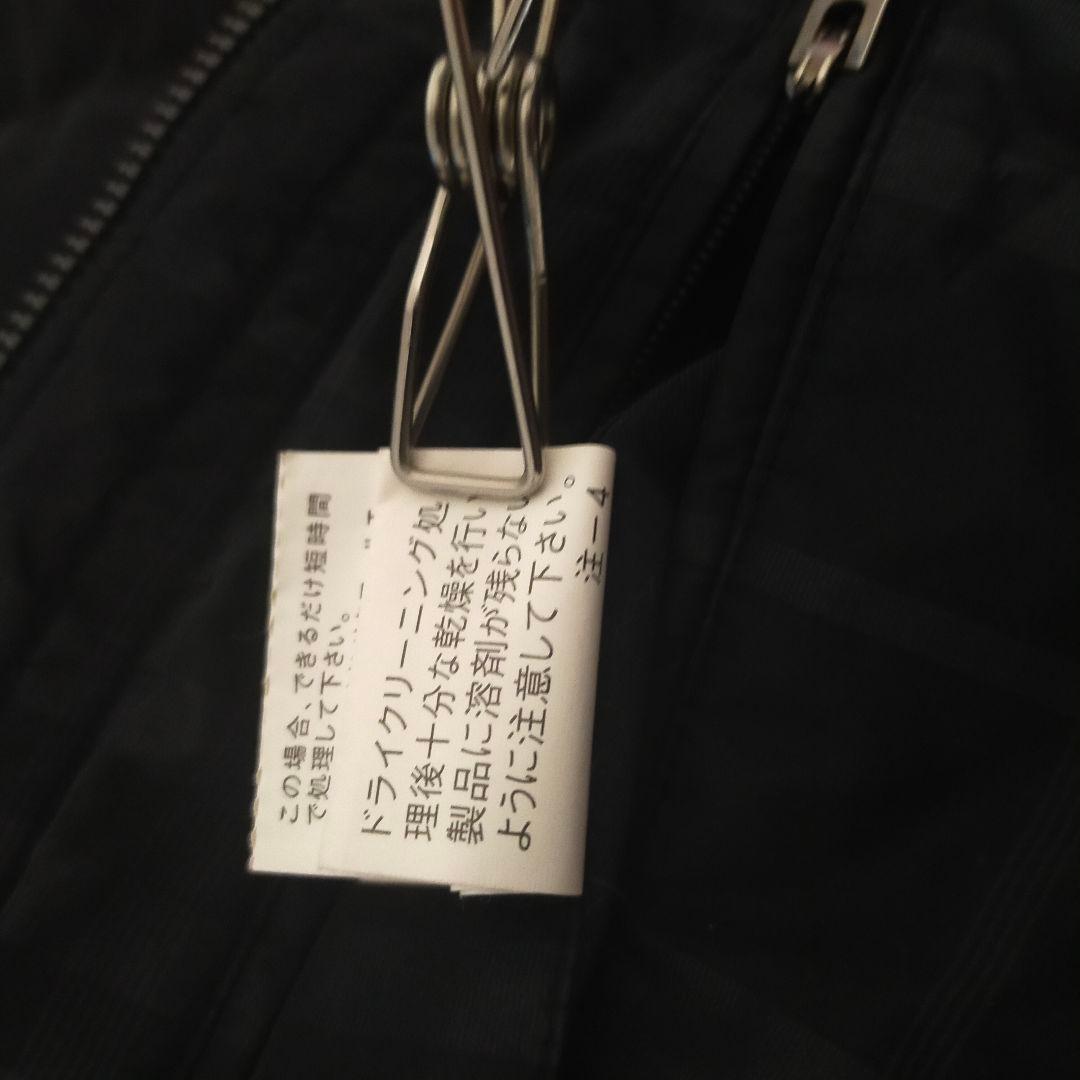 この場合、できるだけ短時間
で処理して下さい。
ドライクリーニング処
理後十分な乾燥を行い
製品に溶剤が残らない
ように注意して下さい。
注－4